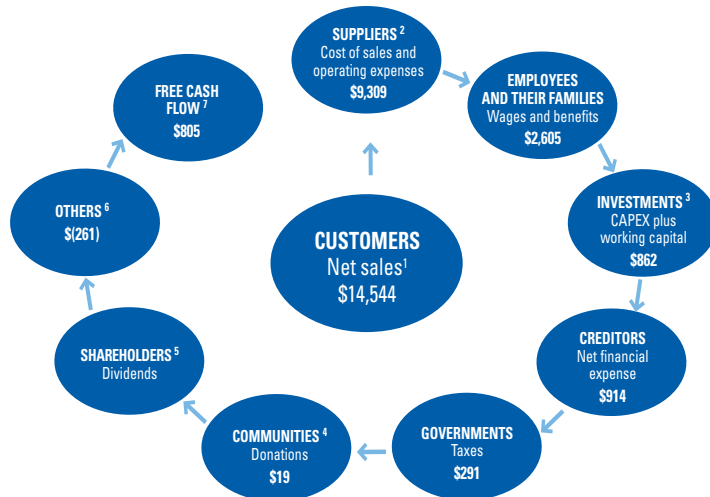 CUSTOMERS
Net sales¹
$14,544
SUPPLIERS ²
Cost of sales and
operating expenses
$9,309
EMPLOYEES
AND THEIR FAMILIES
Wages and benefits
$2,605
INVESTMENTS ³
CAPEX plus
working capital
$862
CREDITORS
Net financial
expense
$914
GOVERNMENTS
Taxes
$291
COMMUNITIES ⁴
Donations
$19
SHAREHOLDERS ⁵
Dividends
OTHERS ⁶
$(261)
FREE CASH
FLOW ⁷
$805